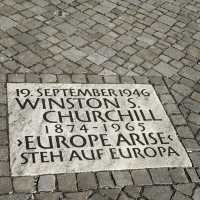 19. SEPTEMBER 1946
WINSTON S.
CHURCHILL
1874-1965
›EUROPE ARISE‹
STEH AUF EUROPA